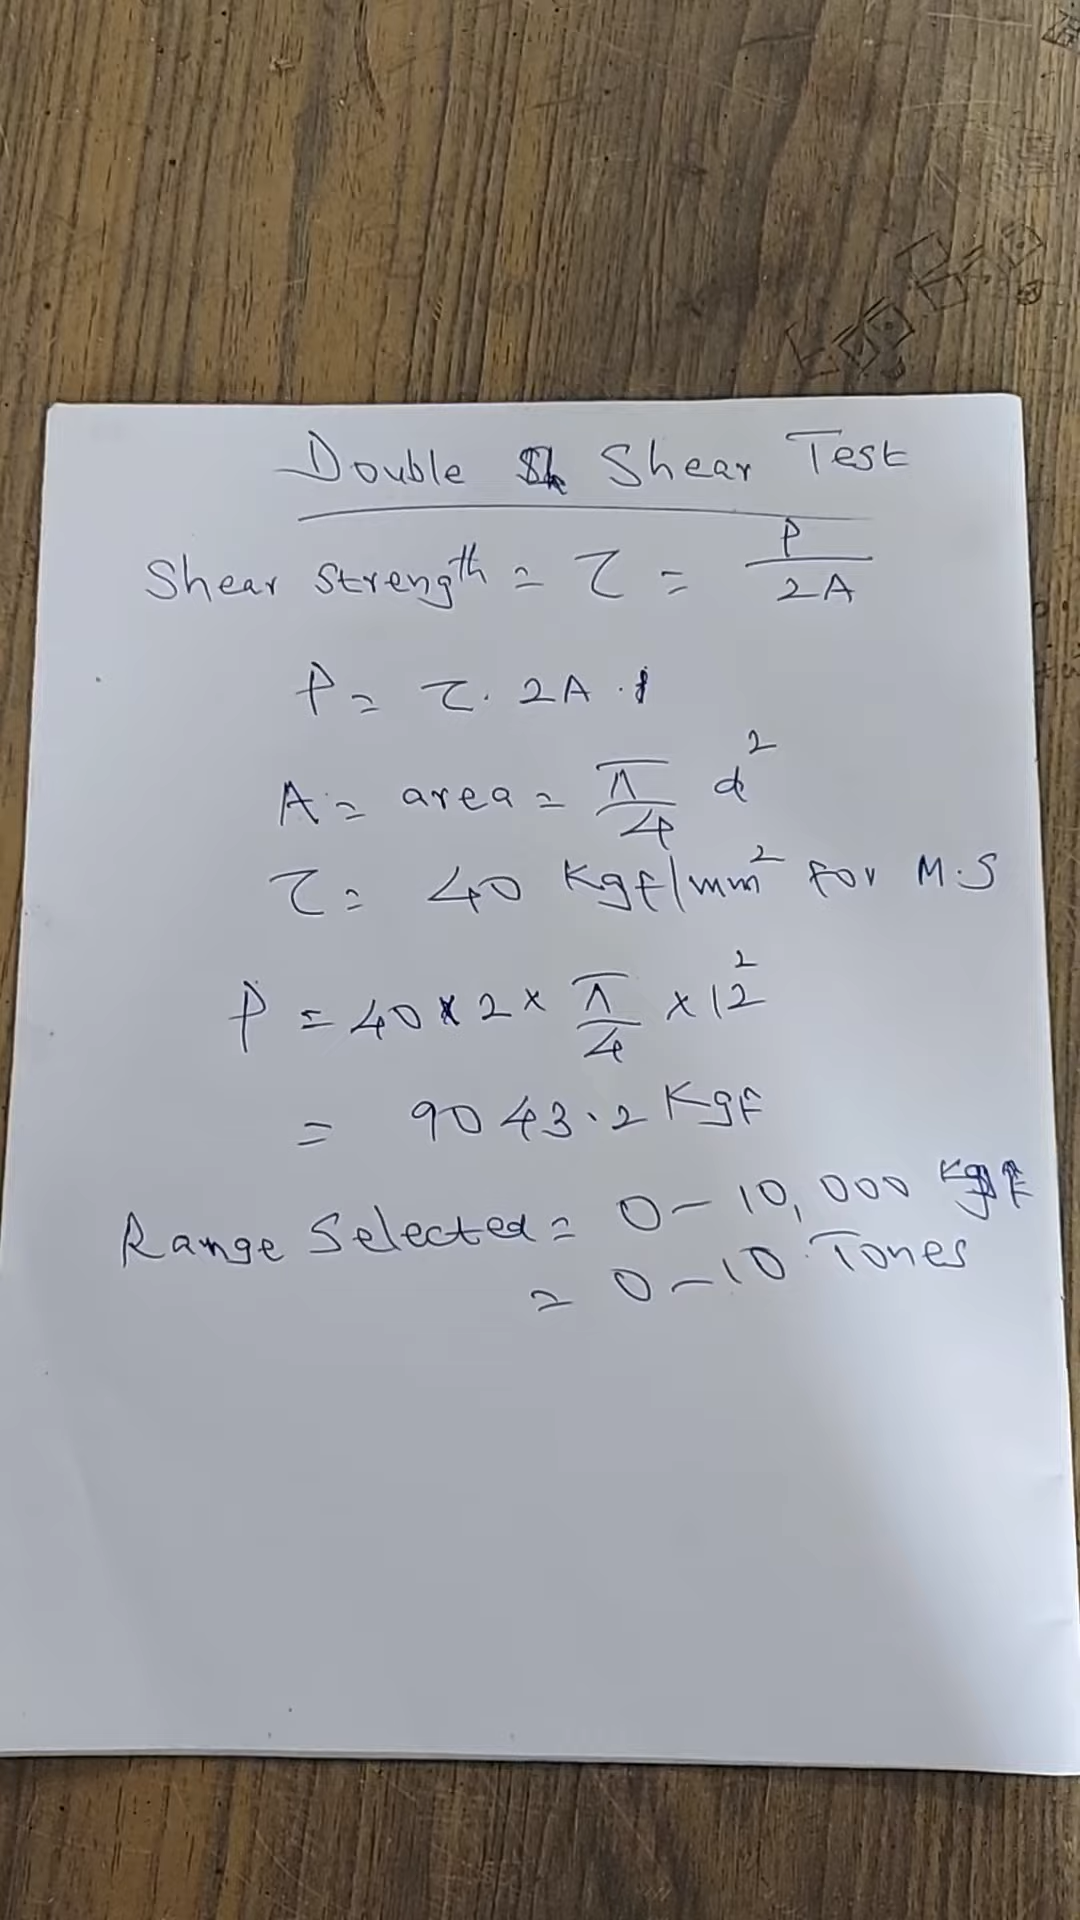 Double Shear Test
Shear Strength = τ = P/2A
P = τ. 2A.
A = area = π/4 d²
τ = 40 Kgf/mm² for M.S
P = 40 x 2 x π/4 x 12²
= 9043.2 Kgf
Range Selected = 0 - 10,000 Kgf
= 0 - 10 Tones